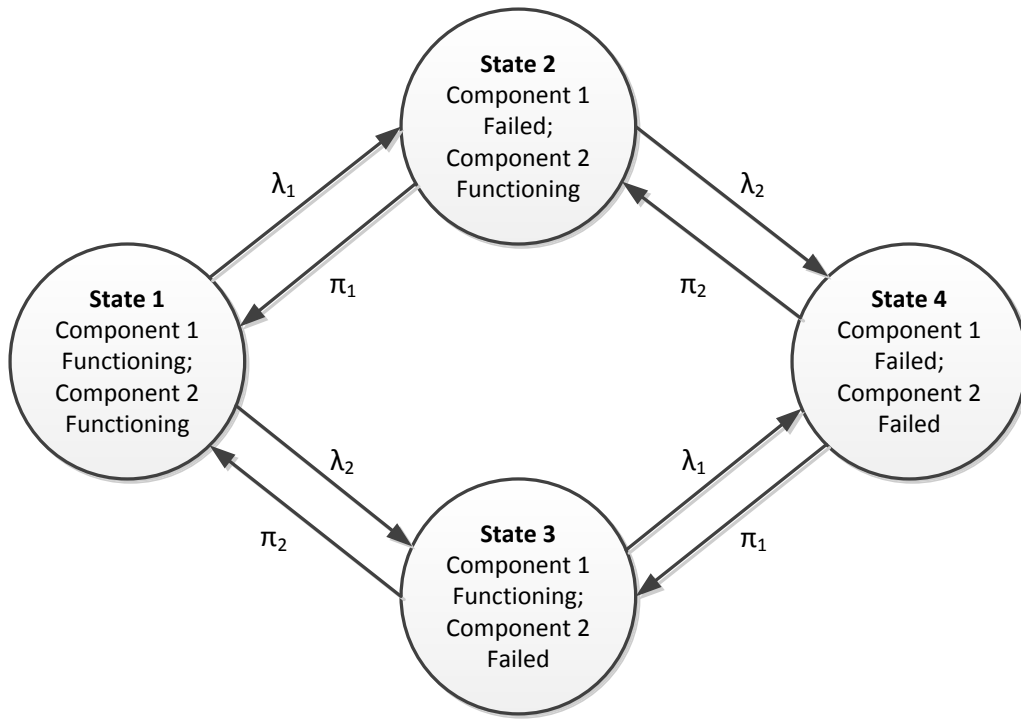 State 2
Component 1
Failed;
Component 2
Functioning
λ1
λ2
π1
π2
State 1
Component 1
Functioning;
Component 2
Functioning
State 4
Component 1
Failed;
Component 2
Failed
λ2
λ1
π2
π1
State 3
Component 1
Functioning;
Component 2
Failed